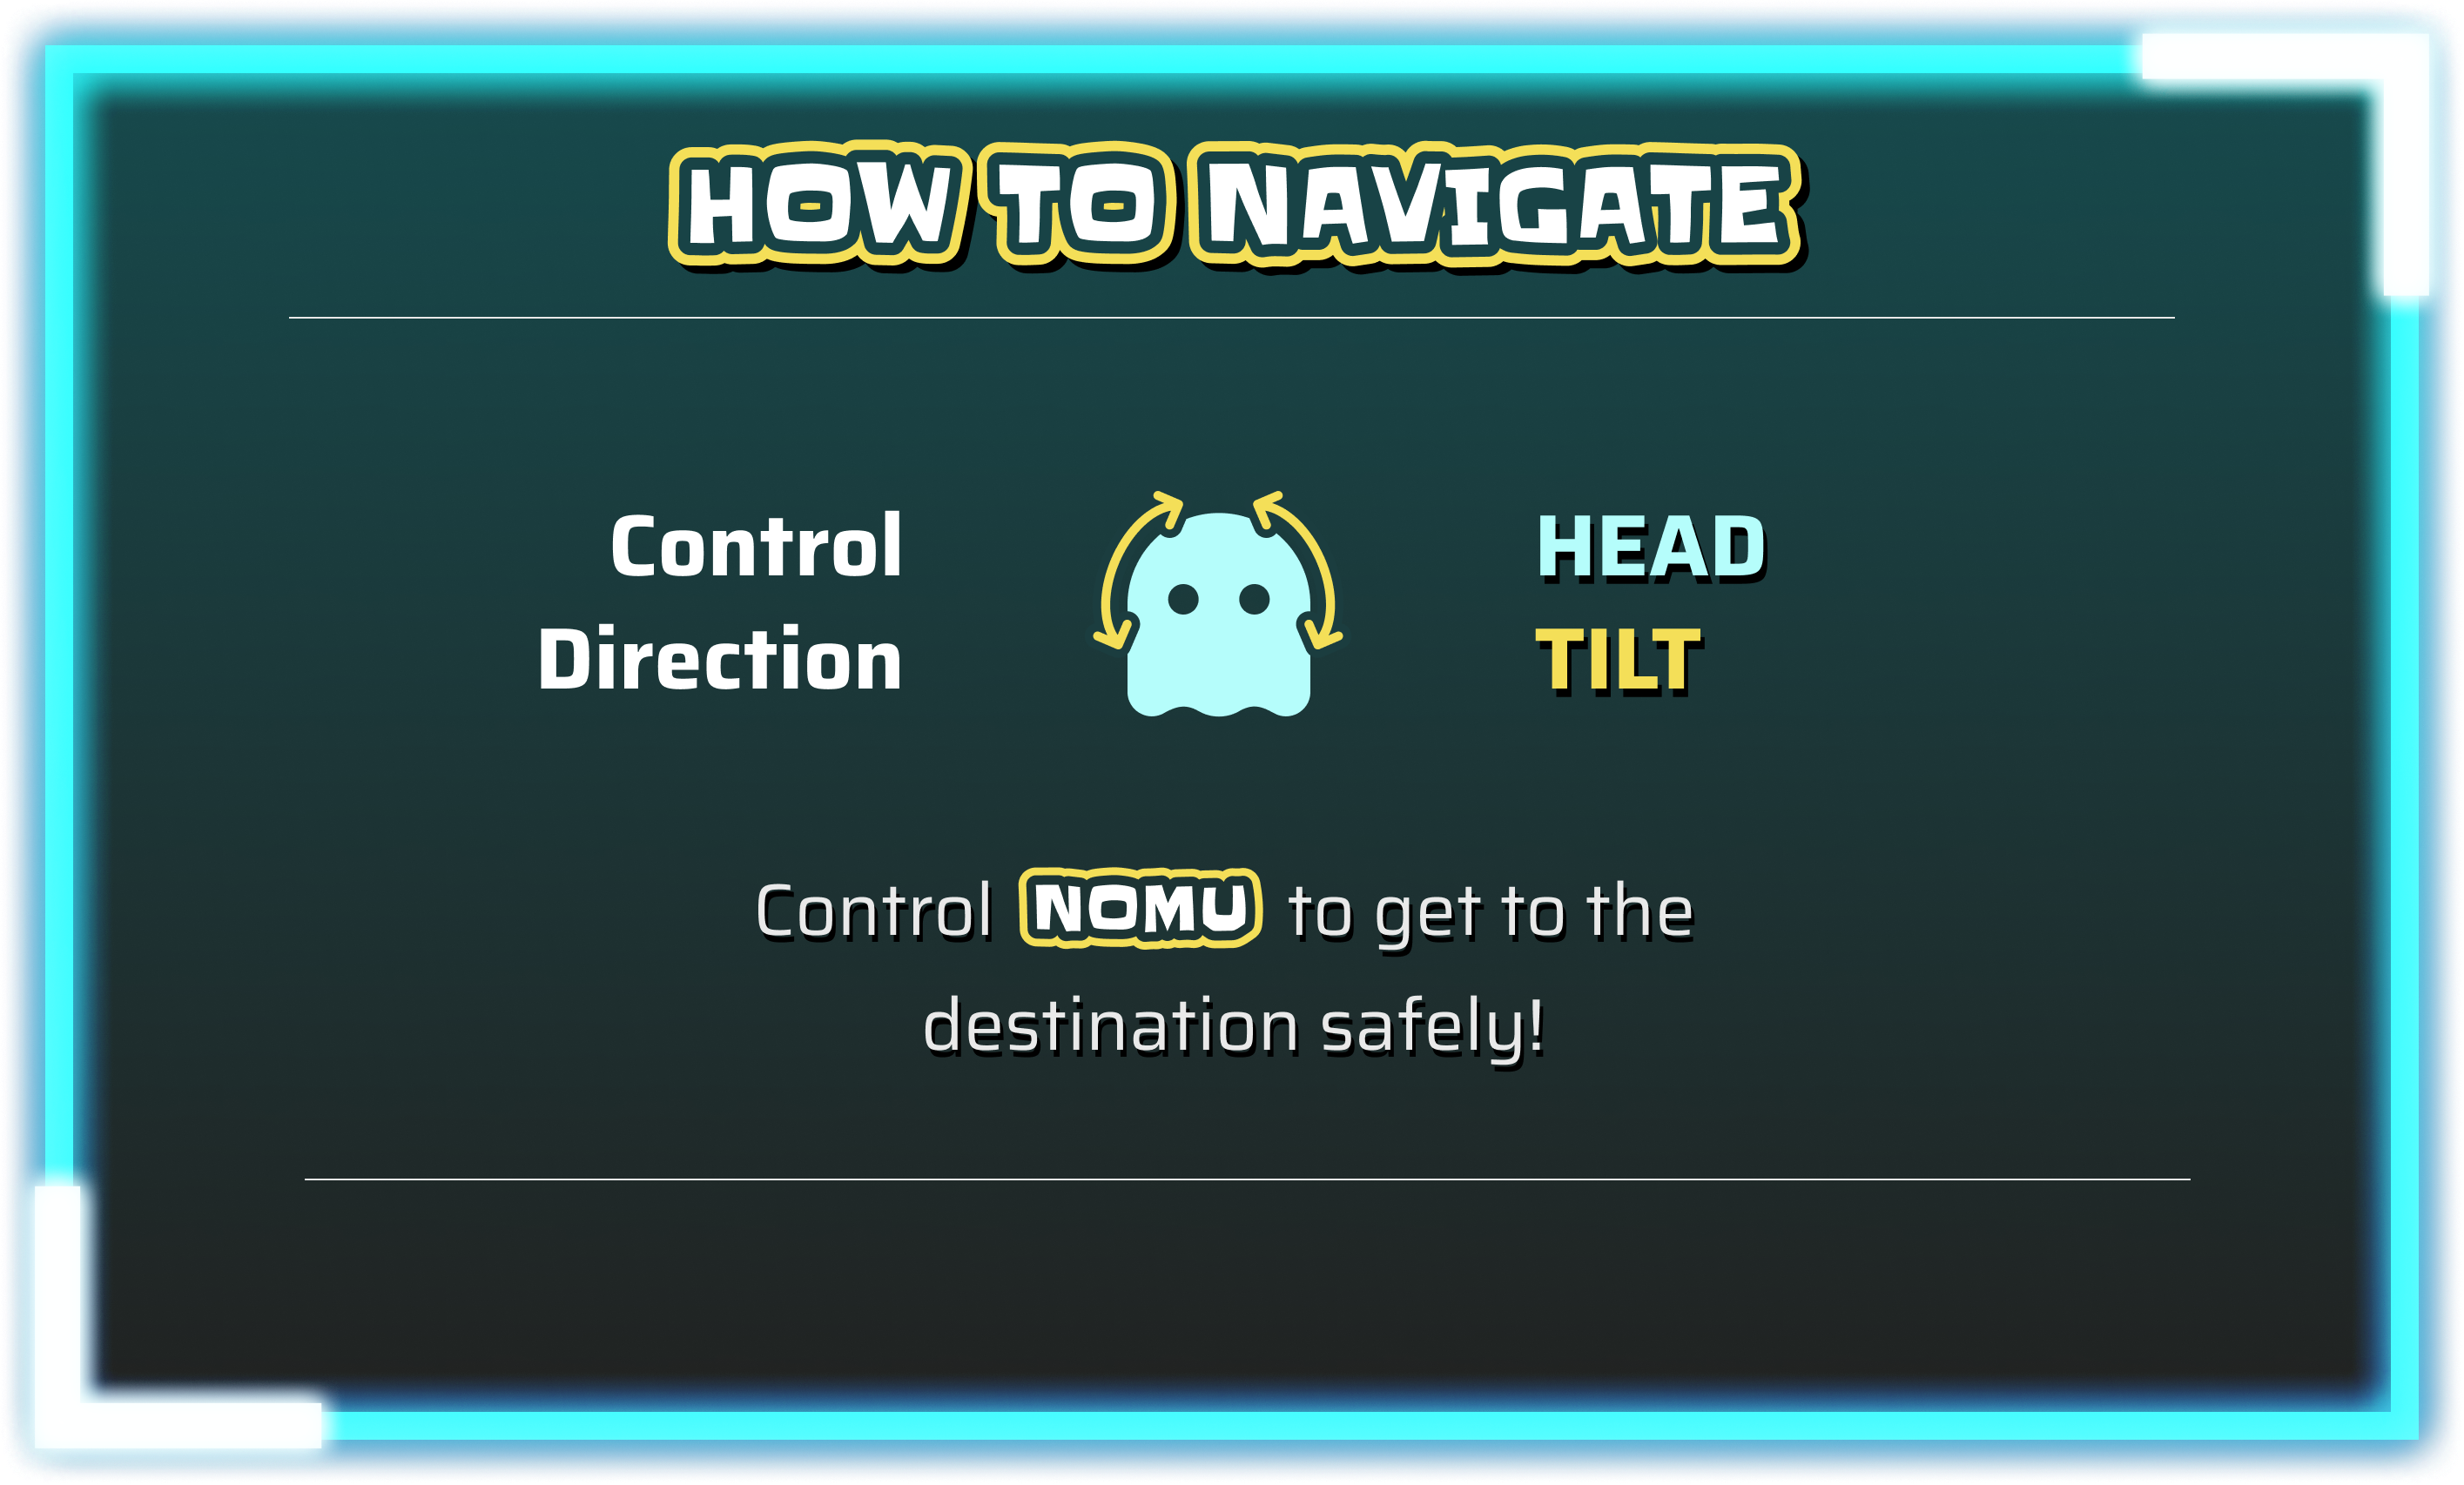 HOW TO NAVIGATE
Control HEAD
Direction TILT
Control NOMU to get to the
destination safely!